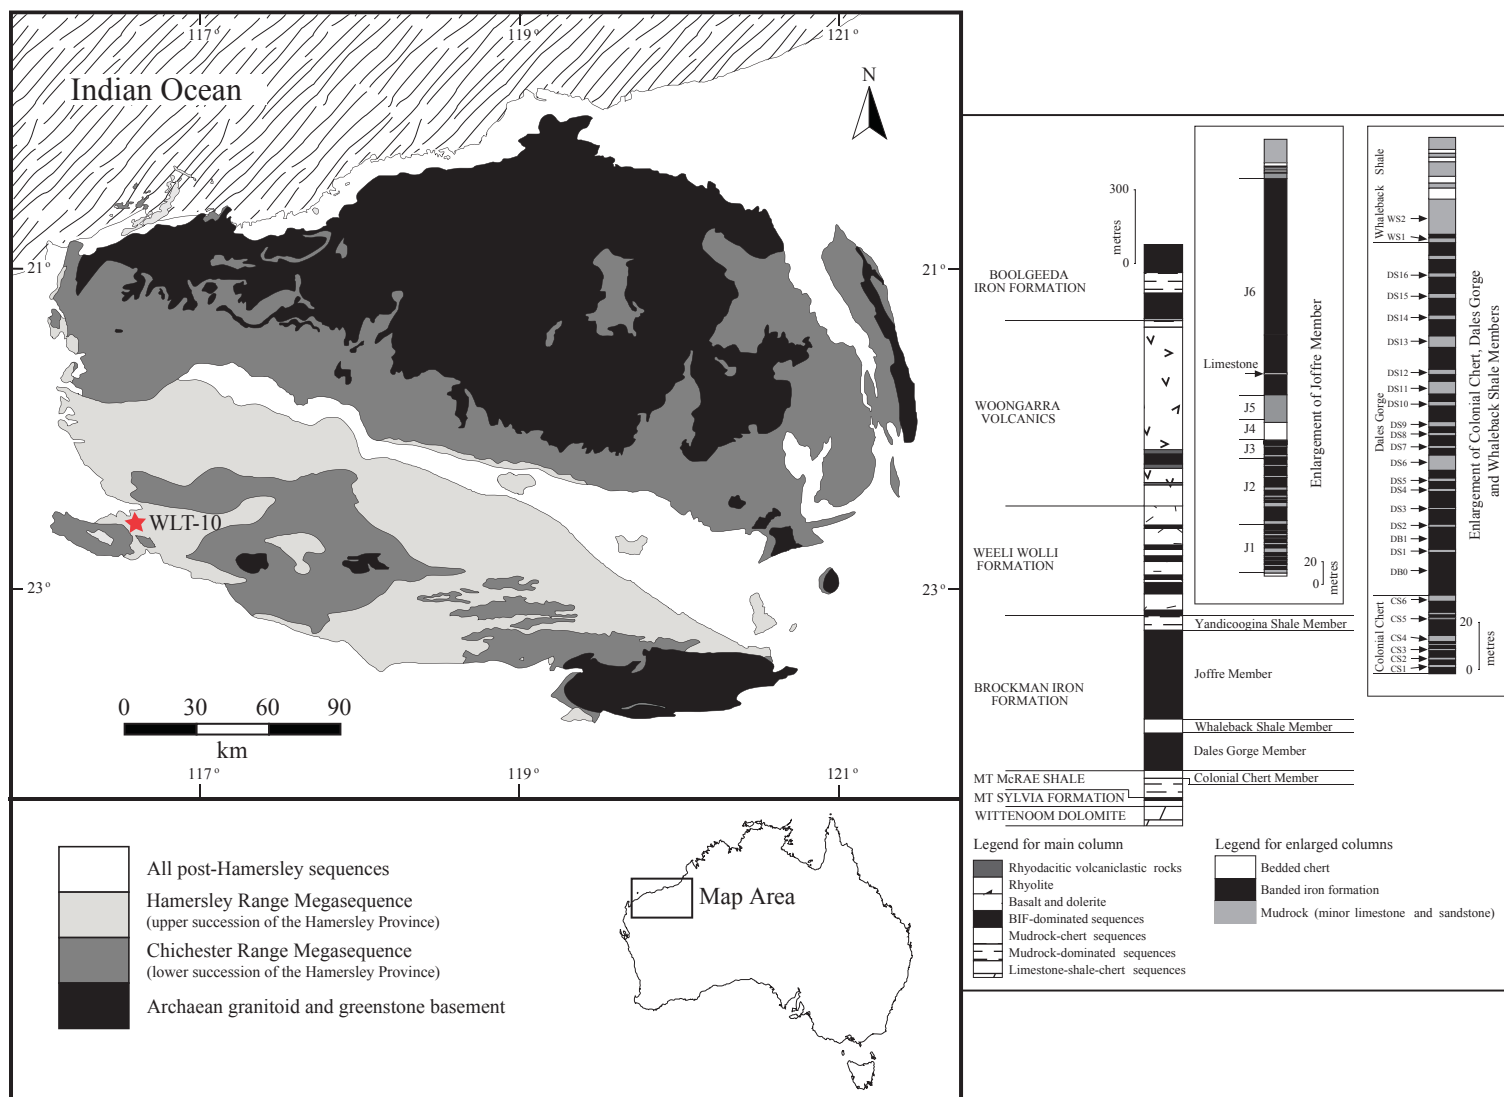 117°
119°
121°
Indian Ocean
N
21°
21°
WLT-10
23°
23°
0 30 60 90
km
117°
119°
121°
All post-Hamersley sequences
Hamersley Range Megasequence
(upper succession of the Hamersley Province)
Chichester Range Megasequence
(lower succession of the Hamersley Province)
Archaean granitoid and greenstone basement
Map Area
300
metres
0
BOOLGEEDA
IRON FORMATION
WOONGARRA
VOLCANICS
WEELI WOLLI
FORMATION
BROCKMAN IRON
FORMATION
MT McRAE SHALE
MT SYLVIA FORMATION
WITTENOOM DOLOMITE
Yandicoogina Shale Member
Joffre Member
Whaleback Shale Member
Dales Gorge Member
Colonial Chert Member
J6
Limestone
J5
J4
J3
J2
J1
20
metres
0
Enlargement of Joffre Member
Whaleback Shale
WS2
WS1
Dales Gorge
DS16
DS15
DS14
DS13
DS12
DS11
DS10
DS9
DS8
DS7
DS6
DS5
DS4
DS3
DS2
DB1
DS1
DB0
Colonial Chert
CS6
CS5
CS4
CS3
CS2
CS1
20
metres
0
Enlargement of Colonial Chert, Dales Gorge
and Whaleback Shale Members
Legend for main column
Rhyodacitic volcaniclastic rocks
Rhyolite
Basalt and dolerite
BIF-dominated sequences
Mudrock-chert sequences
Mudrock-dominated sequences
Limestone-shale-chert sequences
Legend for enlarged columns
Bedded chert
Banded iron formation
Mudrock (minor limestone and sandstone)